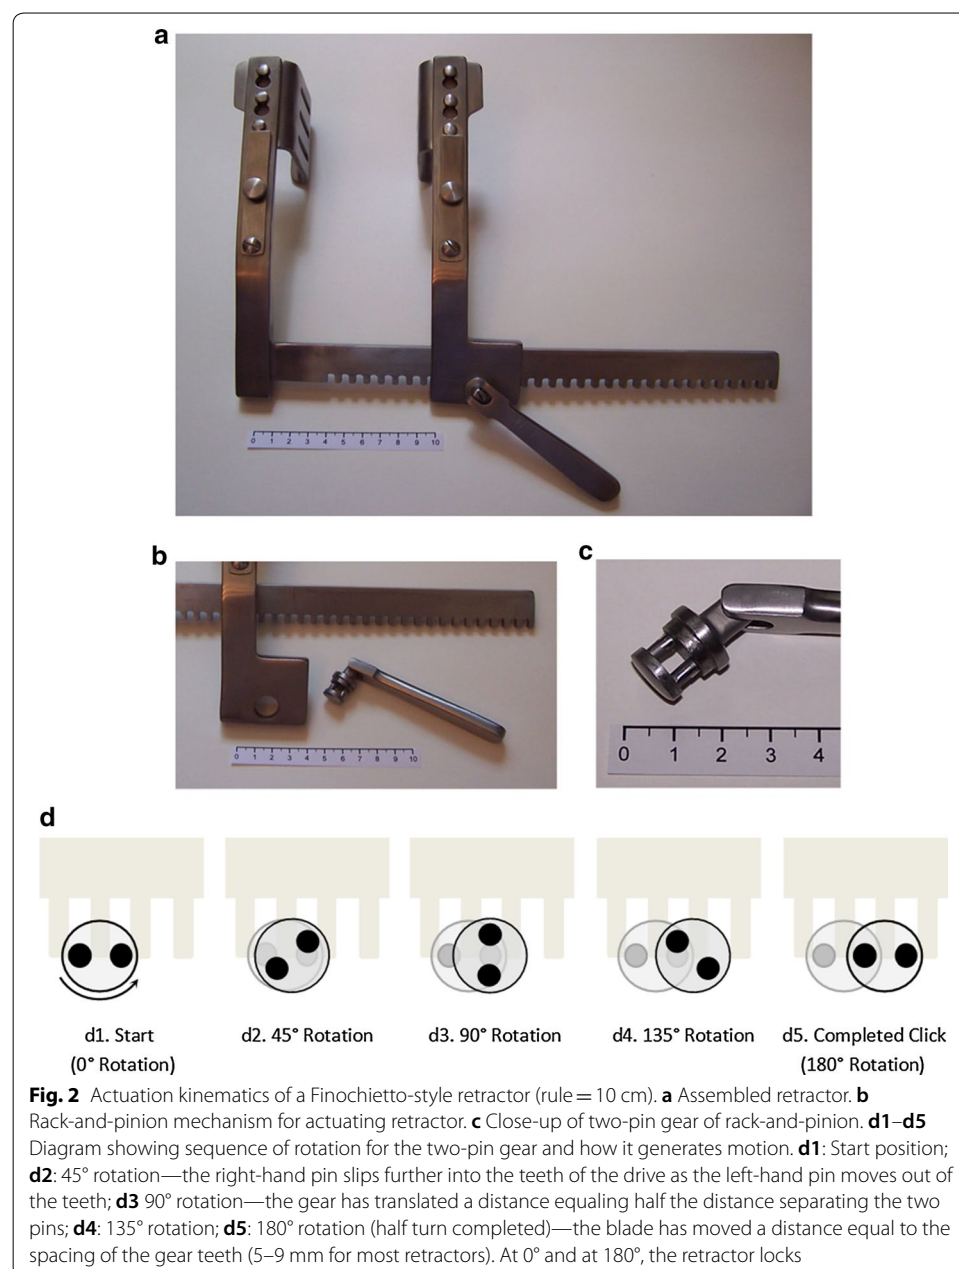 a
0 1 2 3 4 5 6 7 8 9 10
b
c
0 1 2 3 4 5 6 7 8 9 10
0 1 2 3 4
d
d1. Start
(0° Rotation)
d2. 45° Rotation
d3. 90° Rotation
d4. 135° Rotation
d5. Completed Click
(180° Rotation)
Fig. 2 Actuation kinematics of a Finochietto-style retractor (rule = 10 cm). a Assembled retractor. b
Rack-and-pinion mechanism for actuating retractor. c Close-up of two-pin gear of rack-and-pinion. d1–d5
Diagram showing sequence of rotation for the two-pin gear and how it generates motion. d1: Start position;
d2: 45° rotation—the right-hand pin slips further into the teeth of the drive as the left-hand pin moves out of
the teeth; d3 90° rotation—the gear has translated a distance equaling half the distance separating the two
pins; d4: 135° rotation; d5: 180° rotation (half turn completed)—the blade has moved a distance equal to the
spacing of the gear teeth (5–9 mm for most retractors). At 0° and at 180°, the retractor locks